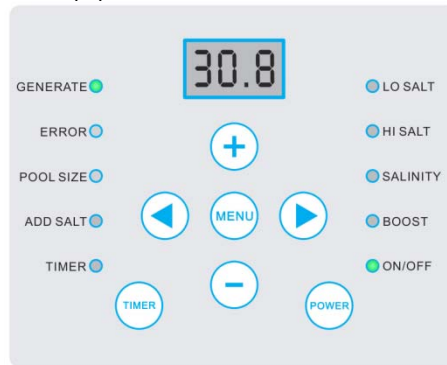 30.8
GENERATE
LO SALT
ERROR
HI SALT
POOL SIZE
SALINITY
MENU
ADD SALT
BOOST
TIMER
ON/OFF
TIMER
POWER